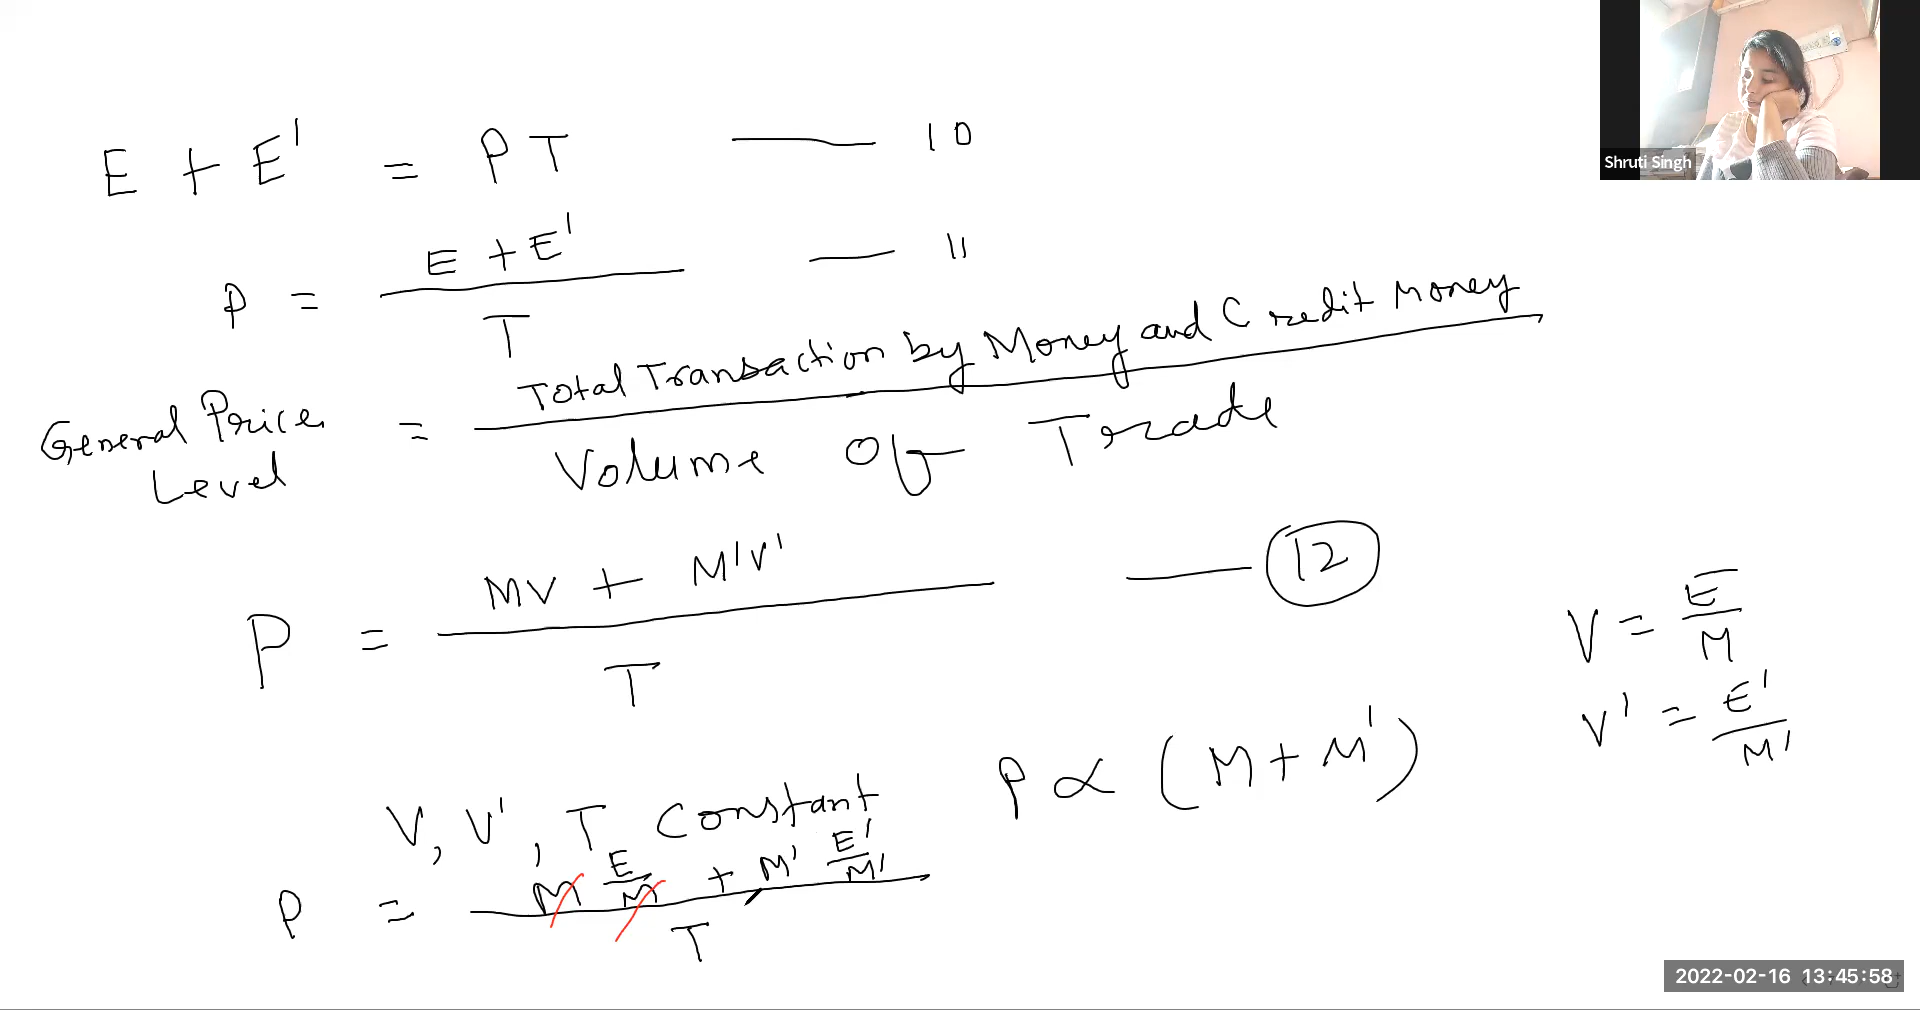 E + E' = PT — 10
Shruti Singh
P = (E + E') / T — 11
General Price Level = Total Transaction by Money and Credit Money / Volume of Trade
P = (MV + M'V') / T — 12
V = E / M
V' = E' / M'
V, V', T Constant P ∝ (M + M')
P = (M E/M + M' E'/M') / T
2022-02-16 13:45:58